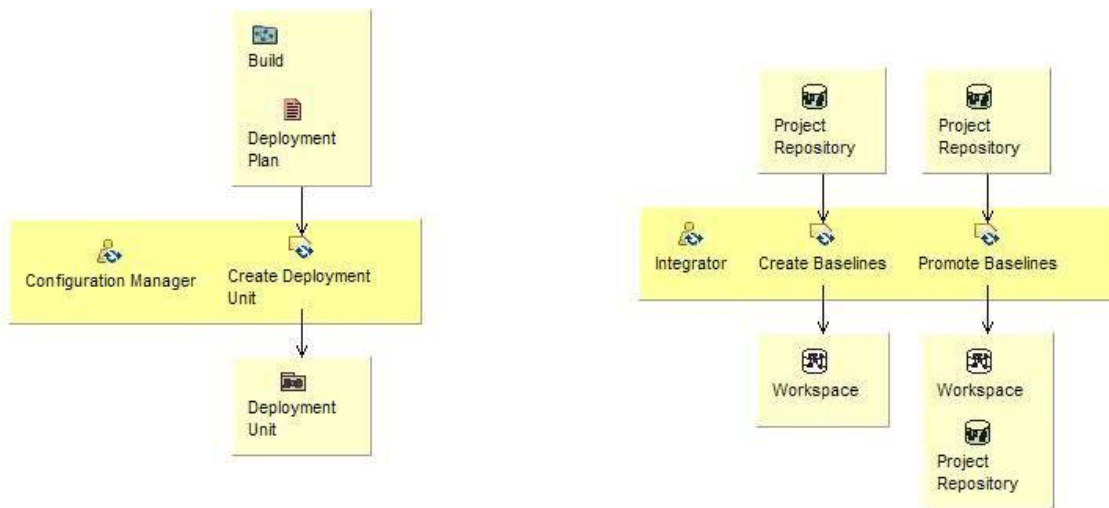 Build
Deployment
Plan
Configuration Manager
Create Deployment
Unit
Deployment
Unit
Project
Repository
Project
Repository
Integrator
Create Baselines
Promote Baselines
Workspace
Workspace
Project
Repository